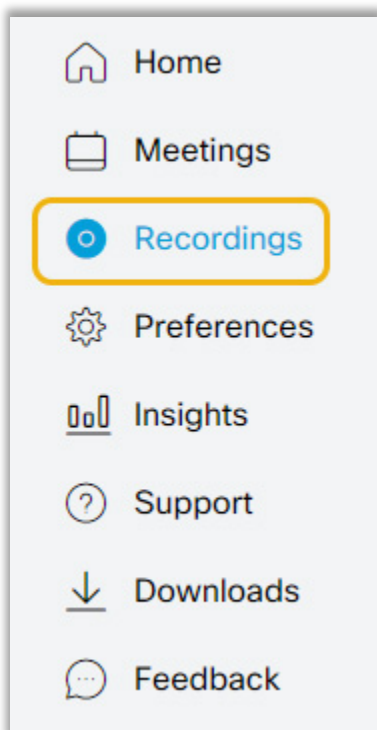 Home
Meetings
Recordings
Preferences
Insights
Support
Downloads
Feedback